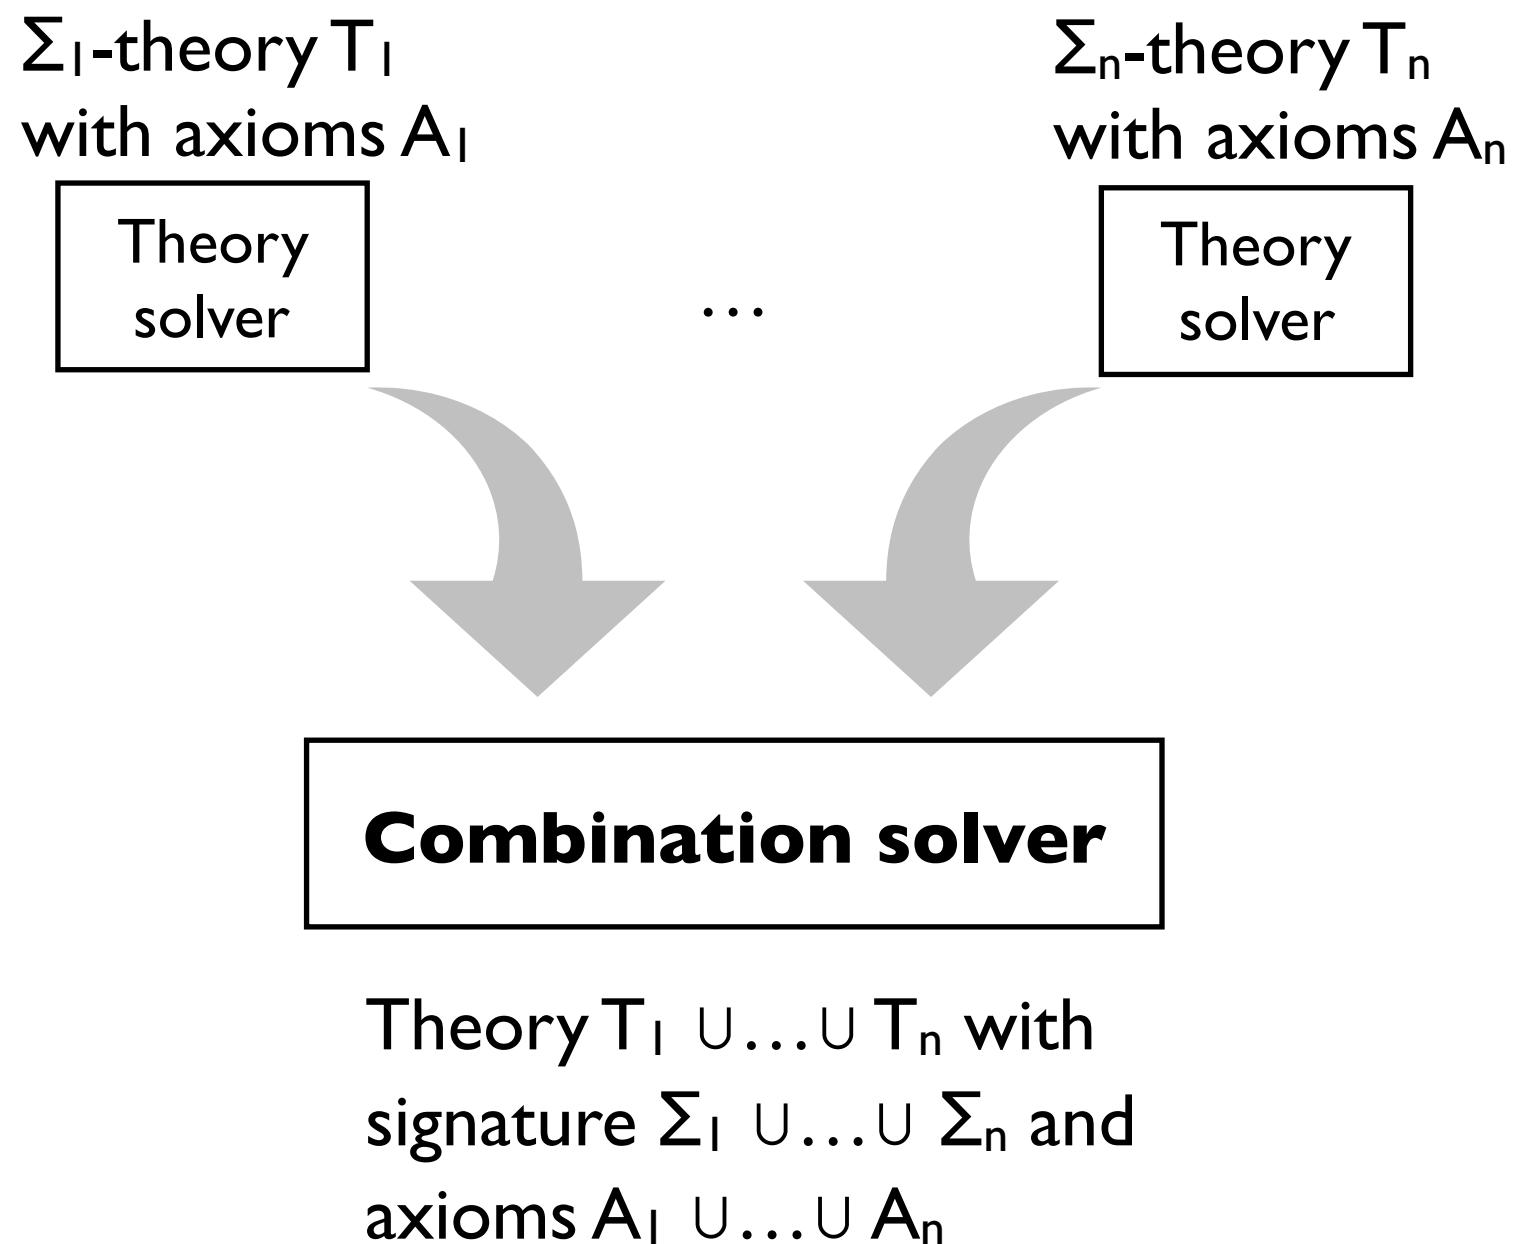 Σ₁-theory T₁
with axioms A₁
Σₙ-theory Tₙ
with axioms Aₙ
Theory
solver
…
Theory
solver
Combination solver
Theory T₁ ∪…∪ Tₙ with
signature Σ₁ ∪…∪ Σₙ and
axioms A₁ ∪…∪ Aₙ